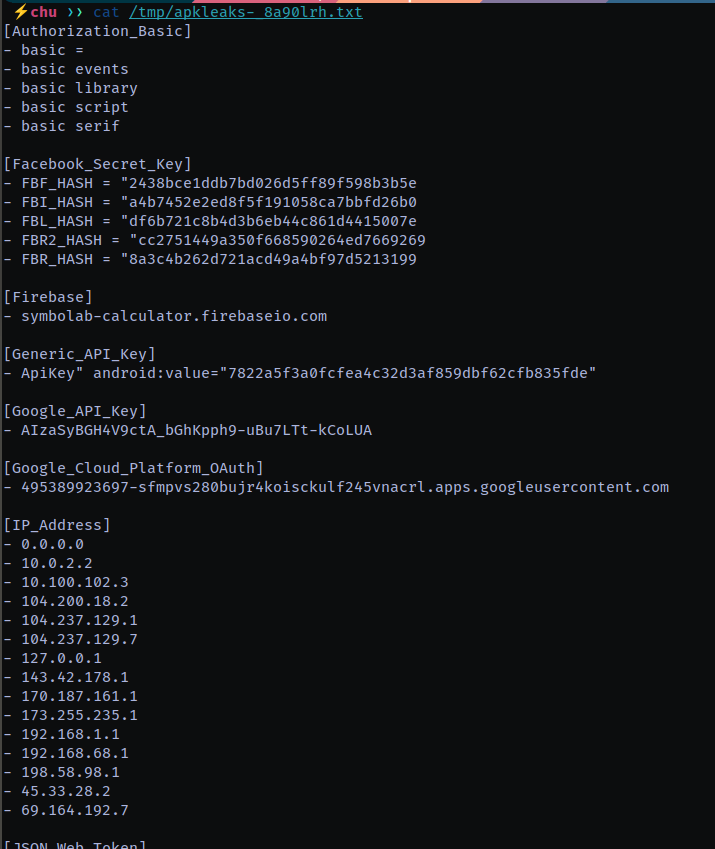 ⚡chu ❯❯ cat /tmp/apkleaks-_8a90lrh.txt
[Authorization_Basic]
- basic =
- basic events
- basic library
- basic script
- basic serif

[Facebook_Secret_Key]
- FBF_HASH = "2438bce1ddb7bd026d5ff89f598b3b5e
- FBI_HASH = "a4b7452e2ed8f5f191058ca7bbfd26b0
- FBL_HASH = "df6b721c8b4d3b6eb44c861d4415007e
- FBR2_HASH = "cc2751449a350f668590264ed7669269
- FBR_HASH = "8a3c4b262d721acd49a4bf97d5213199

[Firebase]
- symbolab-calculator.firebaseio.com

[Generic_API_Key]
- ApiKey" android:value="7822a5f3a0fcfea4c32d3af859dbf62cfb835fde"

[Google_API_Key]
- AIzaSyBGH4V9ctA_bGhKpph9-uBu7LTt-kCoLUA

[Google_Cloud_Platform_OAuth]
- 495389923697-sfmpvs280bujr4koisckulf245vnacrl.apps.googleusercontent.com

[IP_Address]
- 0.0.0.0
- 10.0.2.2
- 10.100.102.3
- 104.200.18.2
- 104.237.129.1
- 104.237.129.7
- 127.0.0.1
- 143.42.178.1
- 170.187.161.1
- 173.255.235.1
- 192.168.1.1
- 192.168.68.1
- 198.58.98.1
- 45.33.28.2
- 69.164.192.7

[JSON_Web_Token]